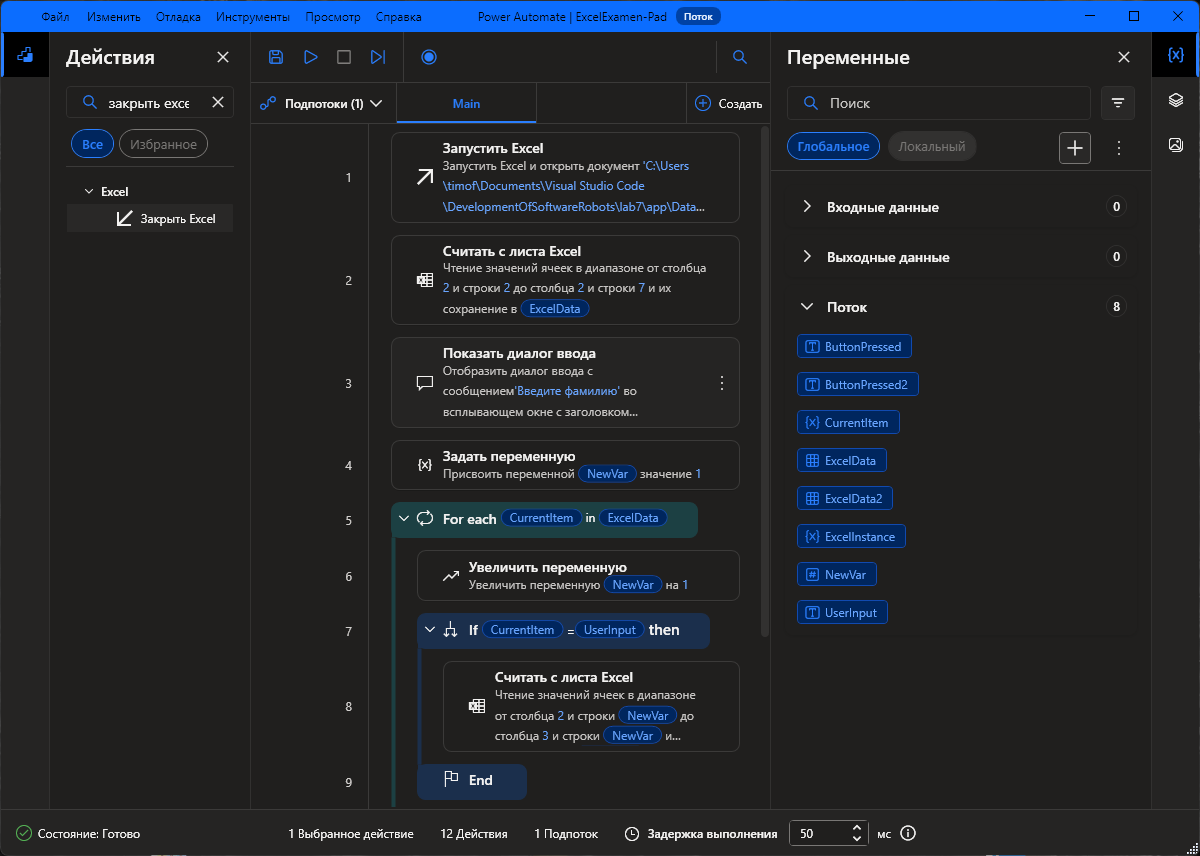 Файл Изменить Отладка Инструменты Просмотр Справка Power Automate | ExcelExamen-Pad Поток
Действия
закрыть ексе
Все Избранное
Excel
Закрыть Excel
Подпотоки (1) Main Создать
1
Запустить Excel
Запустить Excel и открыть документ 'C:\Users
\timof\Documents\Visual Studio Code
\DevelopmentOfSoftwareRobots\lab7\app\Data...
2
Считать с листа Excel
Чтение значений ячеек в диапазоне от столбца
2 и строки 2 до столбца 2 и строки 7 и их
сохранение в ExcelData
3
Показать диалог ввода
Отобразить диалог ввода с
сообщением'Введите фамилию' во
всплывающем окне с заголовком...
4
Задать переменную
Присвоить переменной NewVar значение 1
5
For each CurrentItem in ExcelData
6
Увеличить переменную
Увеличить переменную NewVar на 1
7
If CurrentItem = UserInput then
8
Считать с листа Excel
Чтение значений ячеек в диапазоне
от столбца 2 и строки NewVar до
столбца 3 и строки NewVar и...
9
End
Переменные
Поиск
Глобальное Локальный
Входные данные 0
Выходные данные 0
Поток 8
ButtonPressed
ButtonPressed2
CurrentItem
ExcelData
ExcelData2
ExcelInstance
NewVar
UserInput
Состояние: Готово 1 Выбранное действие 12 Действия 1 Подпоток Задержка выполнения 50 мс